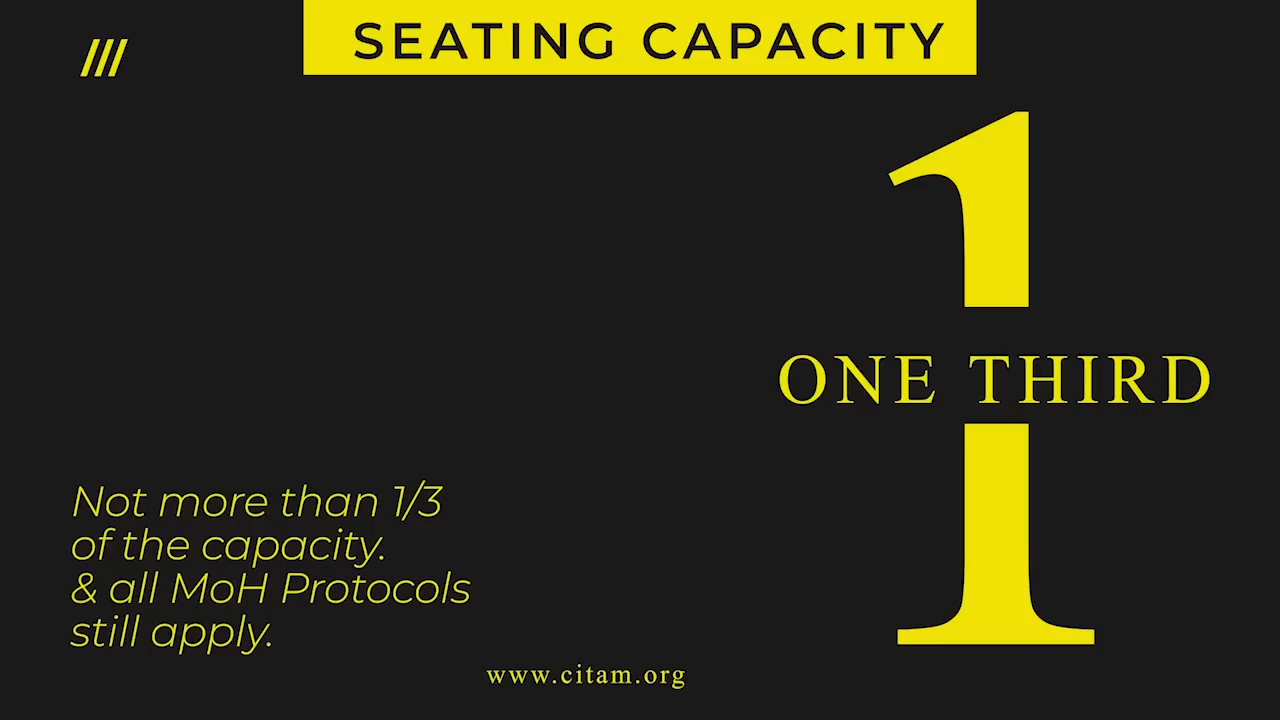 SEATING CAPACITY
1
ONE THIRD
Not more than 1/3
of the capacity.
& all MoH Protocols
still apply.
www.citam.org